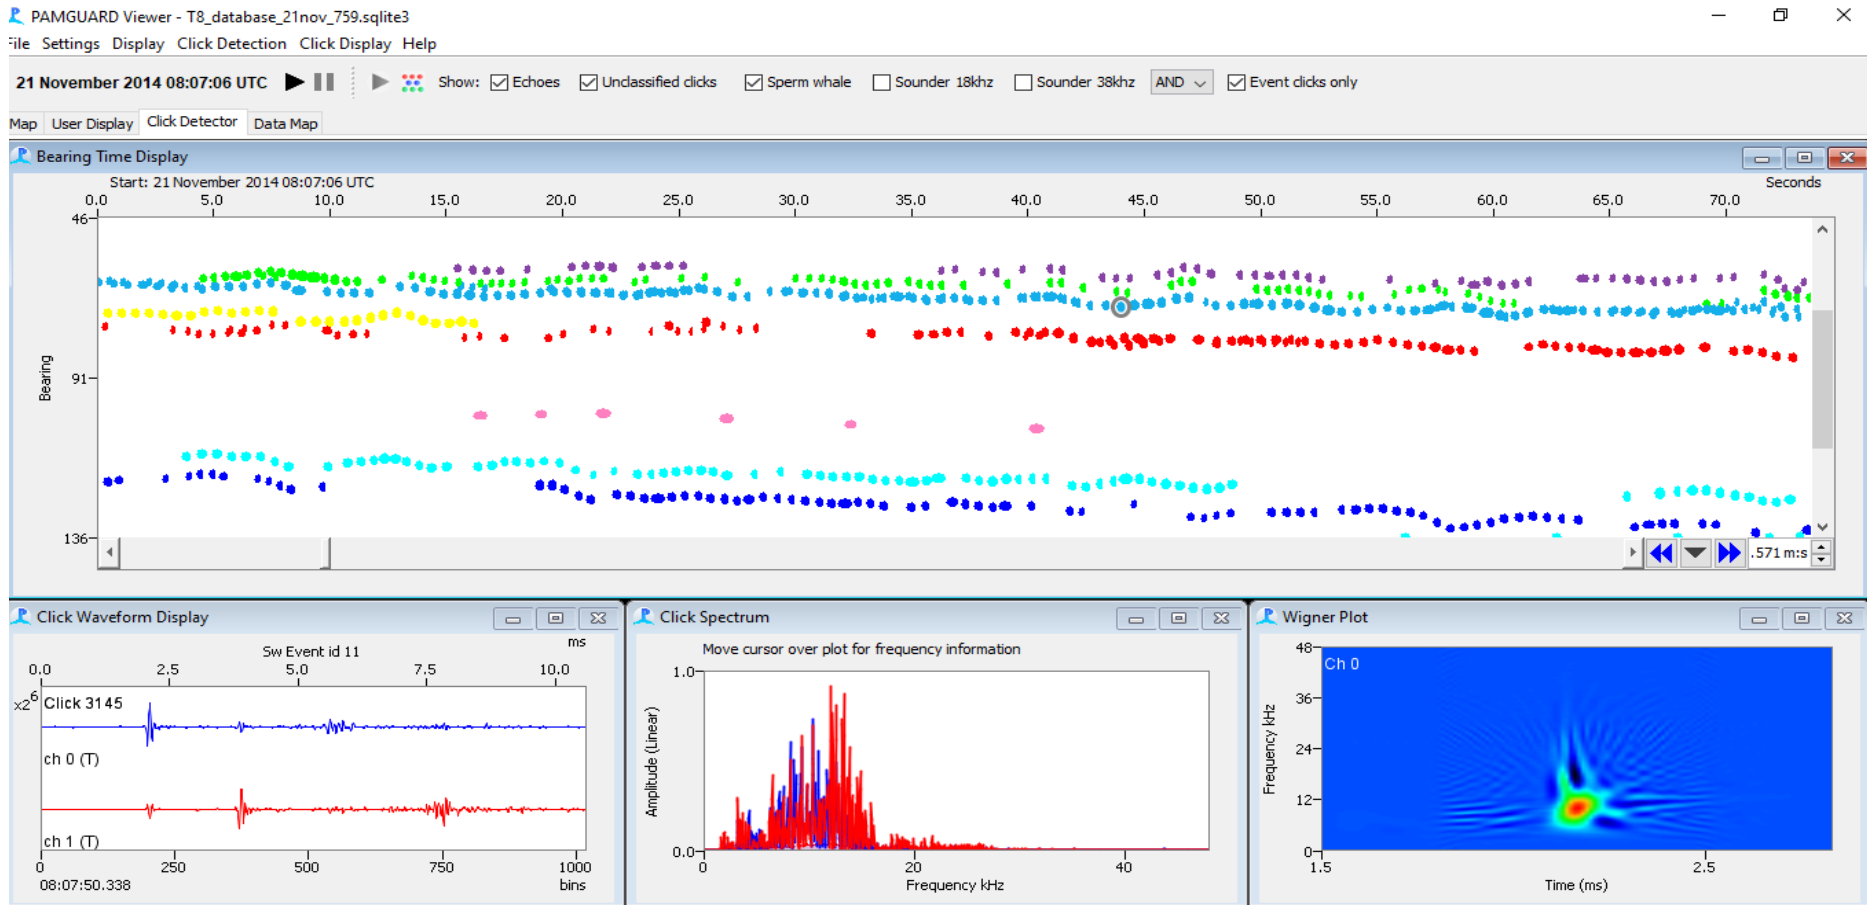 PAMGUARD Viewer - T8_database_21nov_759.sqlite3
File Settings Display Click Detection Click Display Help
21 November 2014 08:07:06 UTC Show: Echoes Unclassified clicks Sperm whale Sounder 18khz Sounder 38khz AND Event clicks only
Map User Display Click Detector Data Map
Bearing Time Display
Start: 21 November 2014 08:07:06 UTC Seconds
0.0 5.0 10.0 15.0 20.0 25.0 30.0 35.0 40.0 45.0 50.0 55.0 60.0 65.0 70.0
46
Bearing
91
136
.571 m:s
Click Waveform Display
Sw Event id 11 ms
0.0 2.5 5.0 7.5 10.0
x2^6
Click 3145
ch 0 (T)
ch 1 (T)
0 250 500 750 1000
08:07:50.338 bins
Click Spectrum
Move cursor over plot for frequency information
1.0
Amplitude (Linear)
0.0
0 20 40
Frequency kHz
Wigner Plot
48
Ch 0
36
Frequency kHz
24
12
0
1.5 2.5
Time (ms)